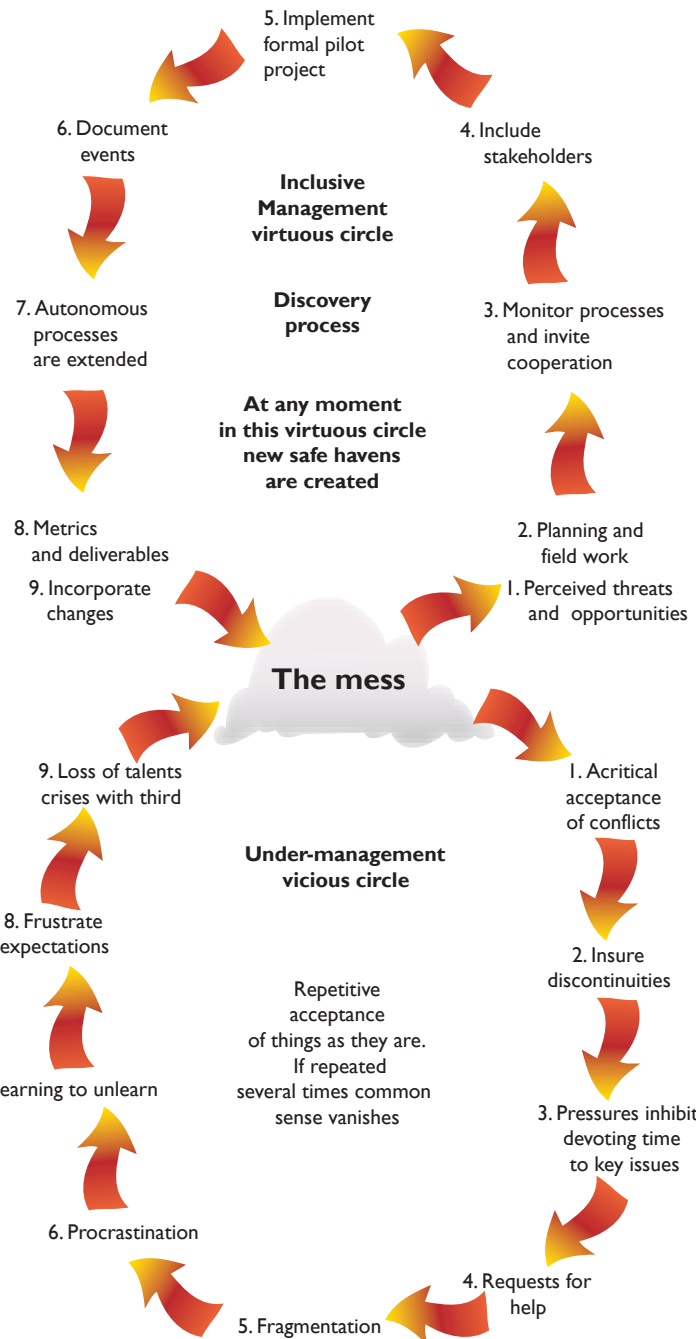 5. Implement
formal pilot
project
6. Document
events
4. Include
stakeholders
Inclusive
Management
virtuous circle
Discovery
process
7. Autonomous
processes
are extended
3. Monitor processes
and invite
cooperation
At any moment
in this virtuous circle
new safe havens
are created
8. Metrics
and deliverables
9. Incorporate
changes
2. Planning and
field work
1. Perceived threats
and opportunities
The mess
1. Acritical
acceptance
of conflicts
2. Insure
discontinuities
3. Pressures inhibit
devoting time
to key issues
4. Requests for
help
5. Fragmentation
6. Procrastination
earning to unlearn
8. Frustrate
expectations
9. Loss of talents
crises with third
Under-management
vicious circle
Repetitive
acceptance
of things as they are.
If repeated
several times common
sense vanishes